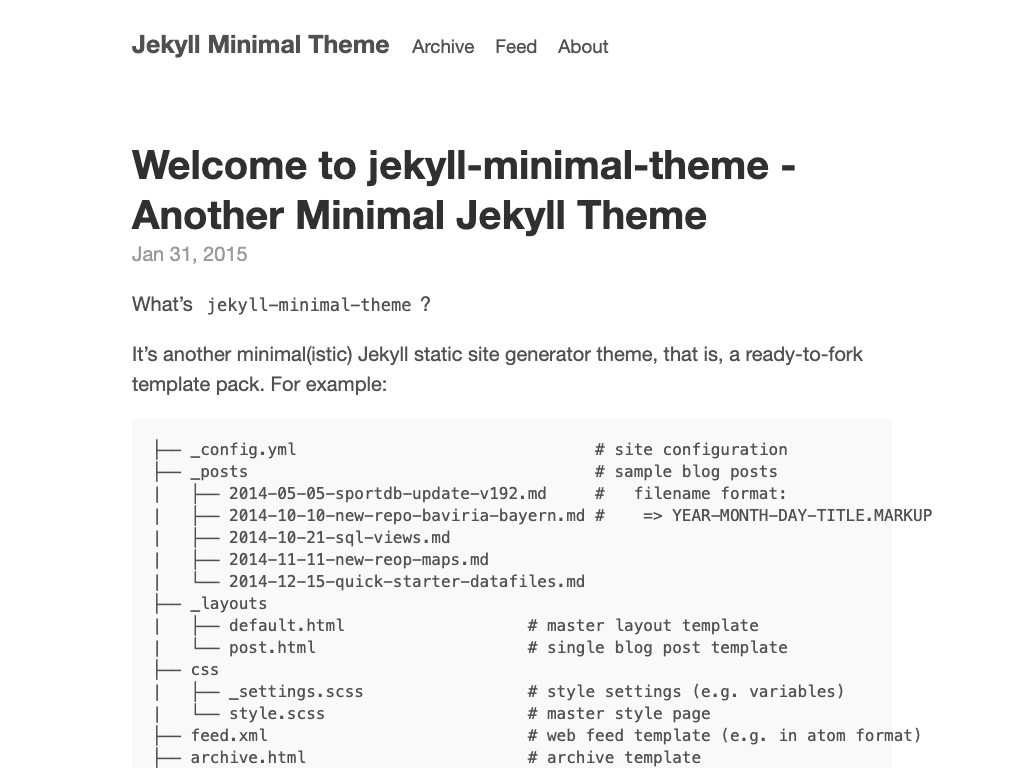 Jekyll Minimal Theme Archive Feed About
Welcome to jekyll-minimal-theme -
Another Minimal Jekyll Theme
Jan 31, 2015
What’s jekyll-minimal-theme ?
It’s another minimal(istic) Jekyll static site generator theme, that is, a ready-to-fork
template pack. For example:
├── _config.yml                               # site configuration
├── _posts                                    # sample blog posts
|   ├── 2014-05-05-sportdb-update-v192.md     #   filename format:
|   ├── 2014-10-10-new-repo-baviria-bayern.md #    => YEAR-MONTH-DAY-TITLE.MARKUP
|   ├── 2014-10-21-sql-views.md
|   ├── 2014-11-11-new-reop-maps.md
|   └── 2014-12-15-quick-starter-datafiles.md
├── _layouts
|   ├── default.html                   # master layout template
|   └── post.html                      # single blog post template
├── css
|   ├── _settings.scss                 # style settings (e.g. variables)
|   └── style.scss                     # master style page
├── feed.xml                           # web feed template (e.g. in atom format)
├── archive.html                       # archive template